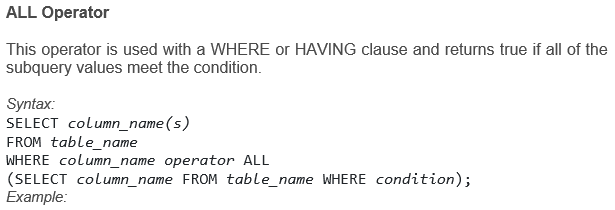 ALL Operator
This operator is used with a WHERE or HAVING clause and returns true if all of the
subquery values meet the condition.
Syntax:
SELECT column_name(s)
FROM table_name
WHERE column_name operator ALL
(SELECT column_name FROM table_name WHERE condition);
Example: